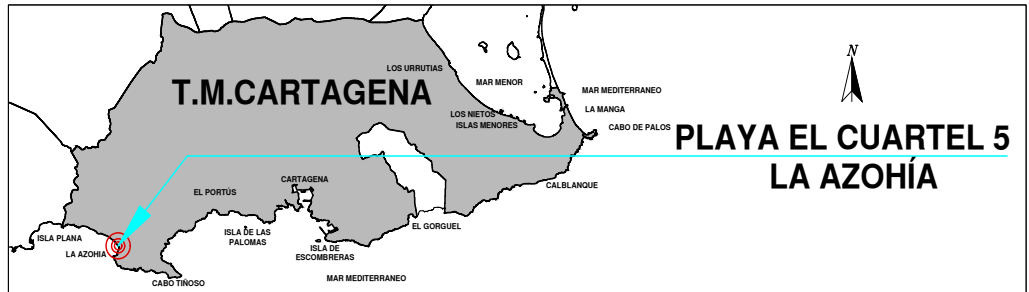 LOS URRUTIAS
MAR MENOR
T.M.CARTAGENA
MAR MEDITERRANEO
LA MANGA
LOS NIETOS
ISLAS MENORES
CABO DE PALOS
N
PLAYA EL CUARTEL 5
LA AZOHÍA
CARTAGENA
CALBLANQUE
EL PORTÚS
EL GORGUEL
ISLA PLANA
ISLA DE LAS
PALOMAS
LA AZOHIA
ISLA DE
ESCOMBRERAS
CABO TIÑOSO
MAR MEDITERRANEO